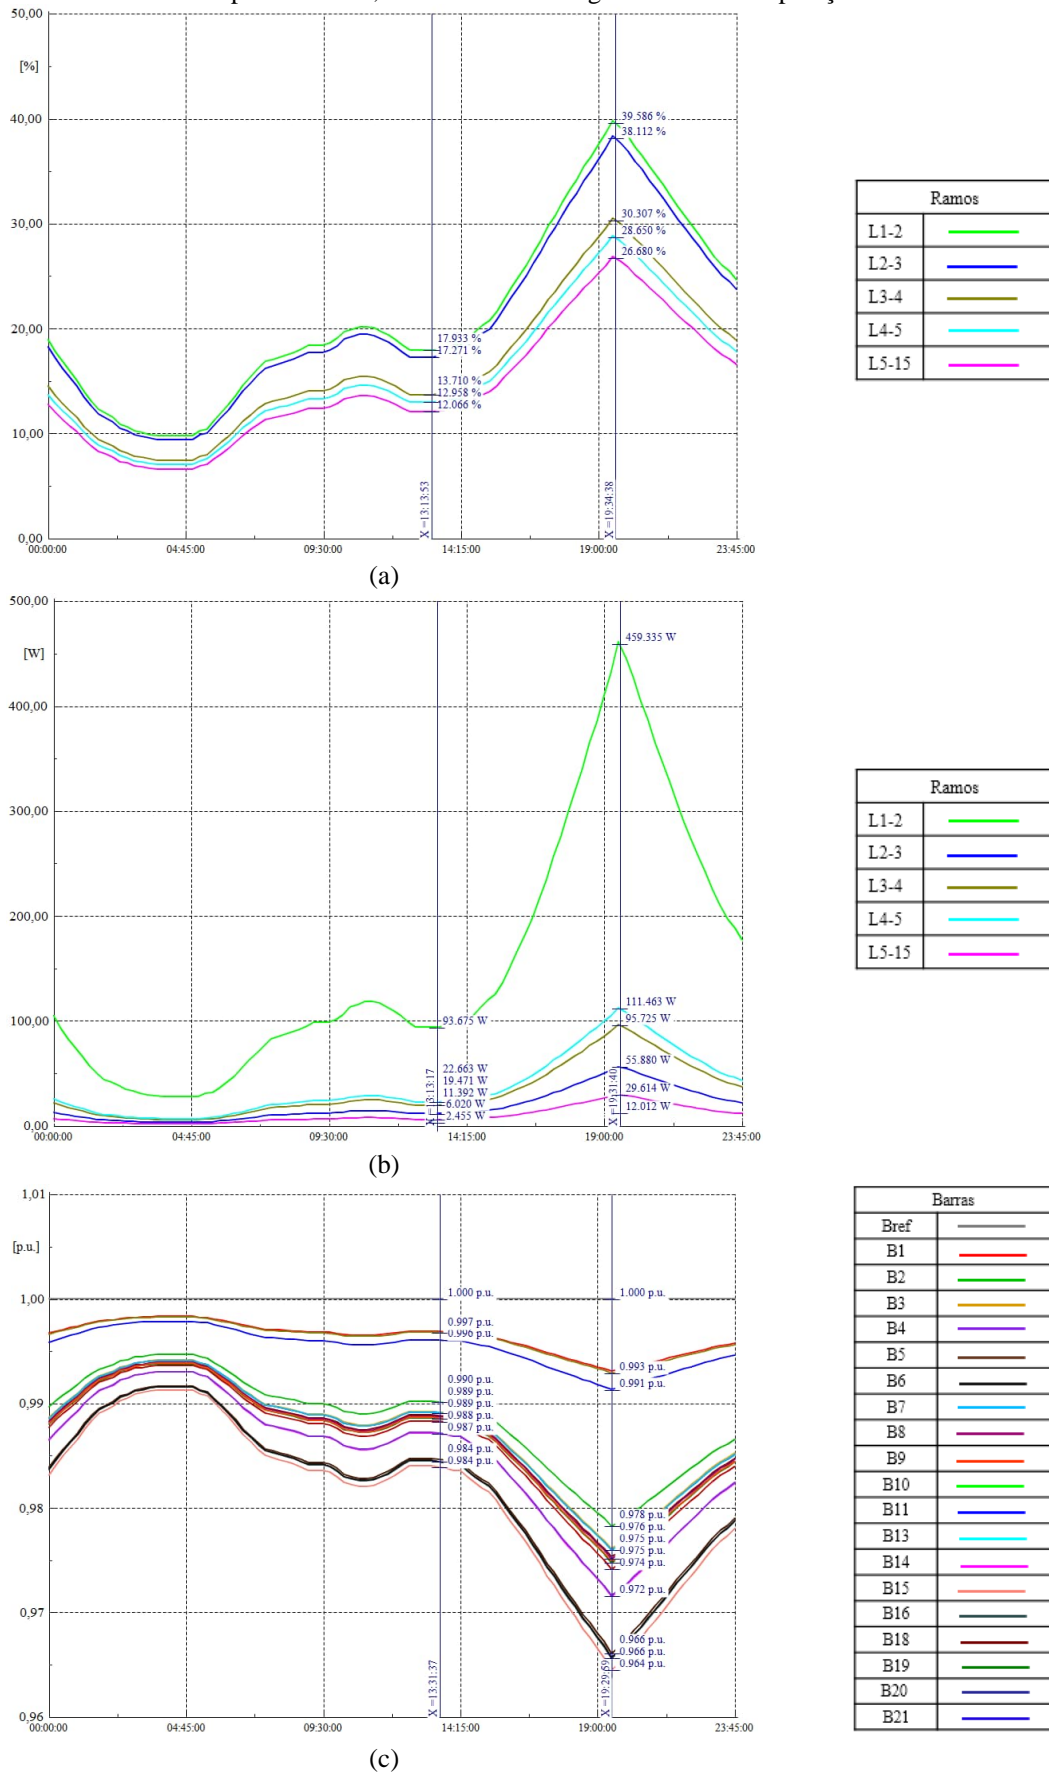 50,00
[%]
40,00
30,00
20,00
10,00
0,00
39.586 %
38.112 %
30.307 %
28.650 %
26.680 %
17.933 %
17.271 %
13.710 %
12.958 %
12.066 %
X =13:13:53
X =19:34:38
00:00:00 04:45:00 09:30:00 14:15:00 19:00:00 23:45:00
Ramos
L1-2
L2-3
L3-4
L4-5
L5-15
(a)
500,00
[W]
400,00
300,00
200,00
100,00
0,00
459.335 W
111.463 W
95.725 W
55.880 W
29.614 W
12.012 W
93.675 W
22.663 W
19.471 W
11.392 W
6.020 W
2.455 W
X =13:13:17
X =19:31:40
00:00:00 04:45:00 09:30:00 14:15:00 19:00:00 23:45:00
Ramos
L1-2
L2-3
L3-4
L4-5
L5-15
(b)
1,01
[p.u.]
1,00
0,99
0,98
0,97
0,96
1.000 p.u.
0.997 p.u.
0.996 p.u.
0.990 p.u.
0.989 p.u.
0.989 p.u.
0.988 p.u.
0.987 p.u.
0.984 p.u.
0.984 p.u.
1.000 p.u.
0.993 p.u.
0.991 p.u.
0.978 p.u.
0.976 p.u.
0.975 p.u.
0.975 p.u.
0.974 p.u.
0.972 p.u.
0.966 p.u.
0.966 p.u.
0.964 p.u.
X =13:31:37
X =19:29:59
00:00:00 04:45:00 09:30:00 14:15:00 19:00:00 23:45:00
Barras
Bref
B1
B2
B3
B4
B5
B6
B7
B8
B9
B10
B11
B13
B14
B15
B16
B18
B19
B20
B21
(c)